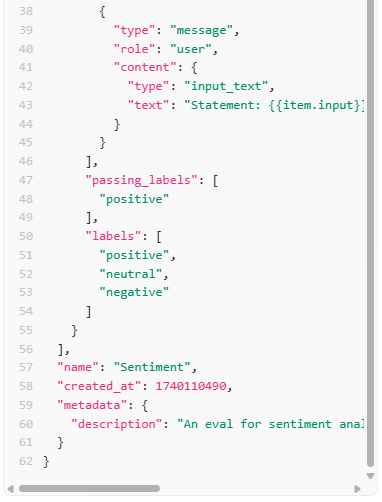 38 {
39 "type": "message",
40 "role": "user",
41 "content": {
42 "type": "input_text",
43 "text": "Statement: {{item.input}}
44 }
45 }
46 ],
47 "passing_labels": [
48 "positive"
49 ],
50 "labels": [
51 "positive",
52 "neutral",
53 "negative"
54 ]
55 }
56 ],
57 "name": "Sentiment",
58 "created_at": 1740110490,
59 "metadata": {
60 "description": "An eval for sentiment anal
61 }
62 }